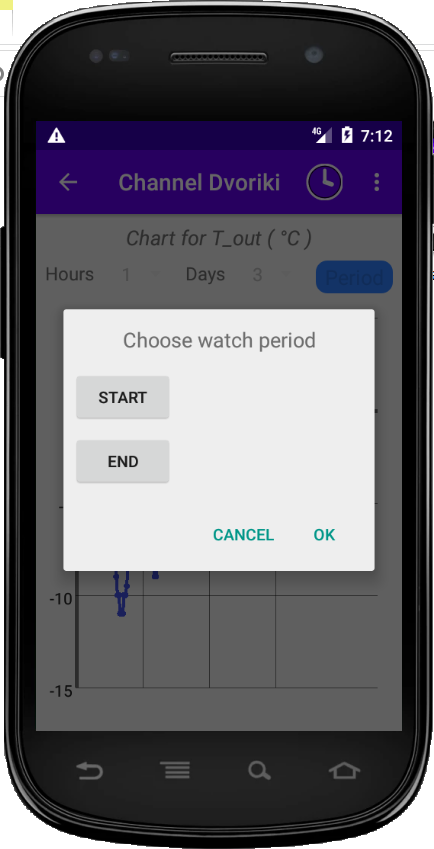 4G 7:12
Channel Dvoriki
Chart for T_out ( °C )
Hours 1 Days 3 Period
Choose watch period
START
END
CANCEL OK
-10
-15